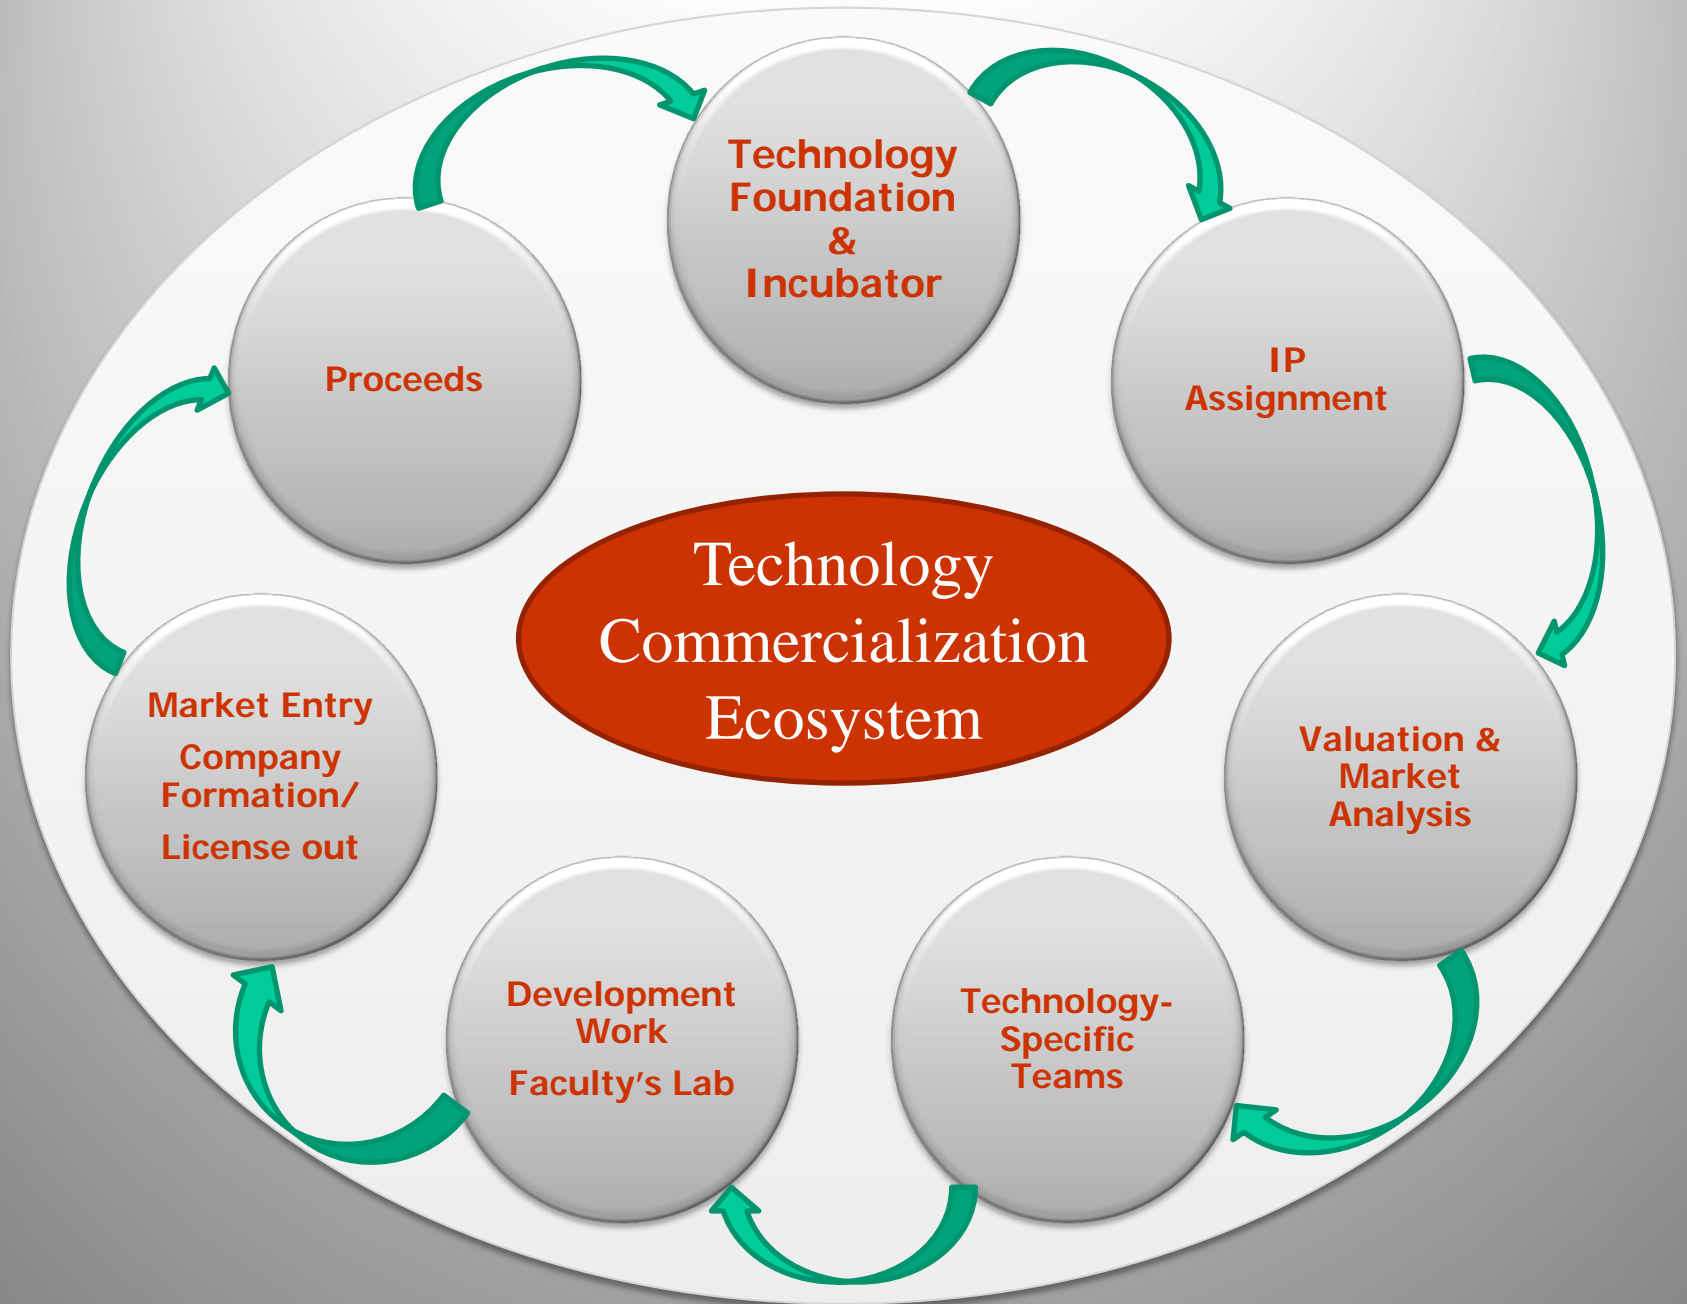 Technology
Foundation
&
Incubator
IP
Assignment
Valuation &
Market
Analysis
Technology-
Specific
Teams
Development
Work
Faculty’s Lab
Market Entry
Company
Formation/
License out
Proceeds
Technology
Commercialization
Ecosystem